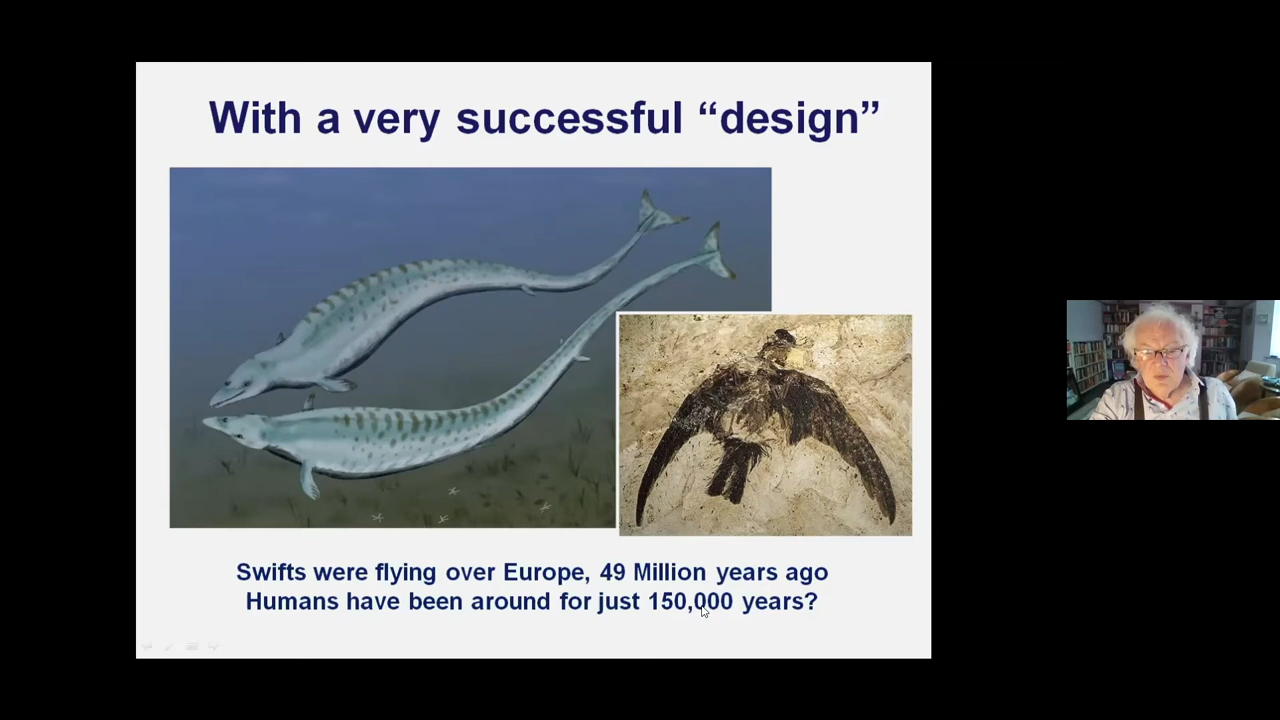 With a very successful “design”
Swifts were flying over Europe, 49 Million years ago
Humans have been around for just 150,000 years?